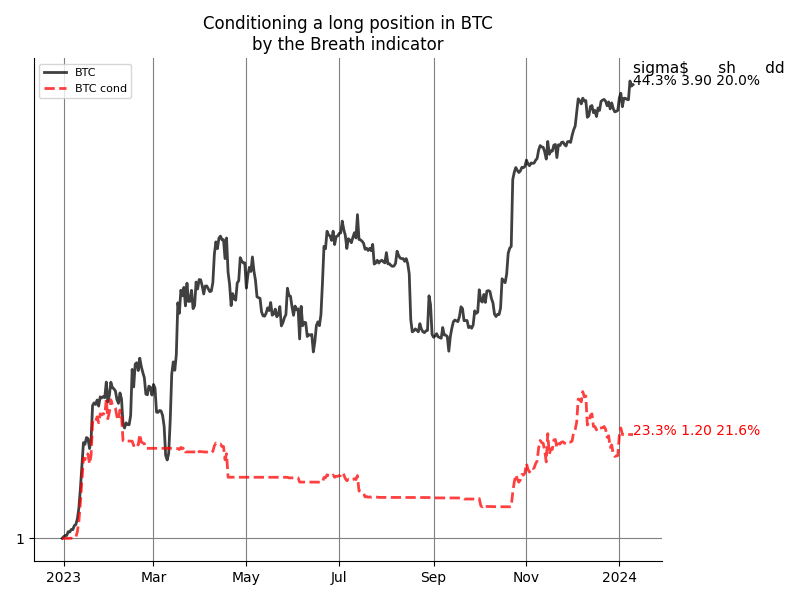 Conditioning a long position in BTC
by the Breath indicator
BTC
BTC cond
sigma$ sh dd
44.3% 3.90 20.0%
23.3% 1.20 21.6%
1
2023 Mar May Jul Sep Nov 2024